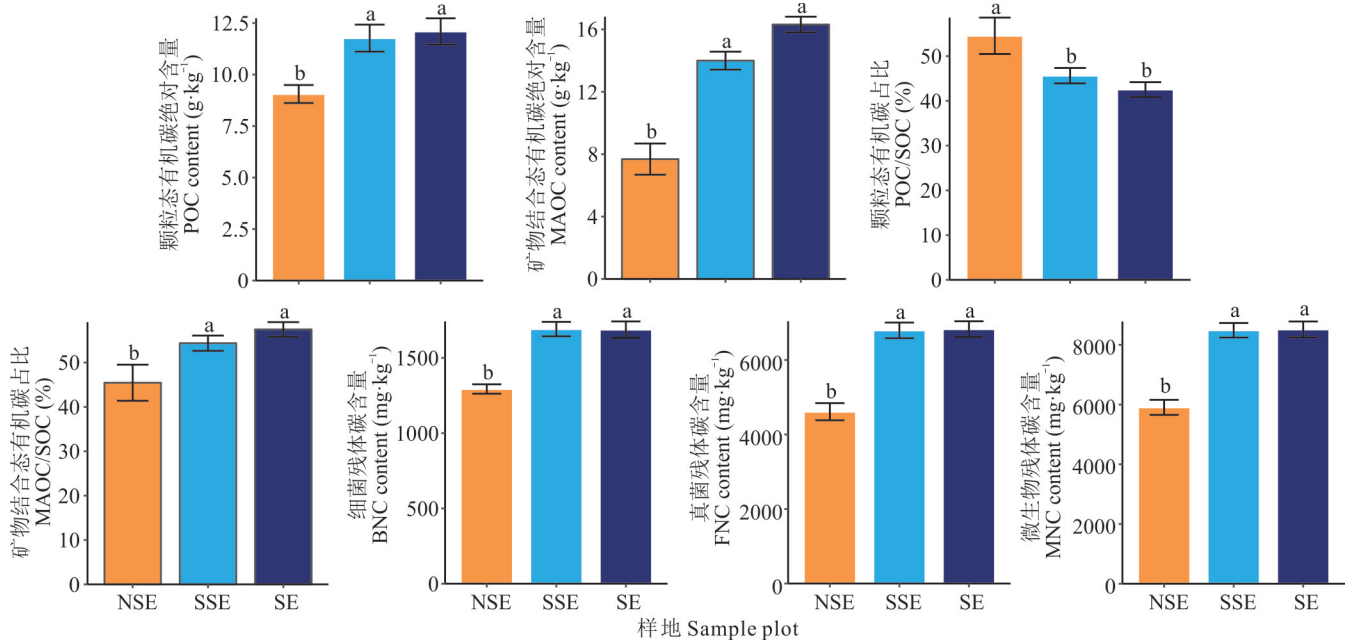 颗粒态有机碳绝对含量
POC content (g·kg⁻¹)
12.5
10.0
7.5
5.0
2.5
0
b
a
a
矿物结合态有机碳绝对含量
MAOC content (g·kg⁻¹)
16
12
8
4
0
b
a
a
颗粒态有机碳占比
POC/SOC (%)
50
40
50
20
10
0
a
b
b
矿物结合态有机碳占比
MAOC/SOC (%)
50
40
50
20
10
0
b
a
a
NSE
SSE
SE
细菌残体碳含量
BNC content (mg·kg⁻¹)
1500
1000
500
0
b
a
a
NSE
SSE
SE
真菌残体碳含量
FNC content (mg·kg⁻¹)
6000
4000
2000
0
b
a
a
NSE
SSE
SE
微生物残体碳含量
MNC content (mg·kg⁻¹)
8000
6000
4000
2000
0
b
a
a
NSE
SSE
SE
样地 Sample plot